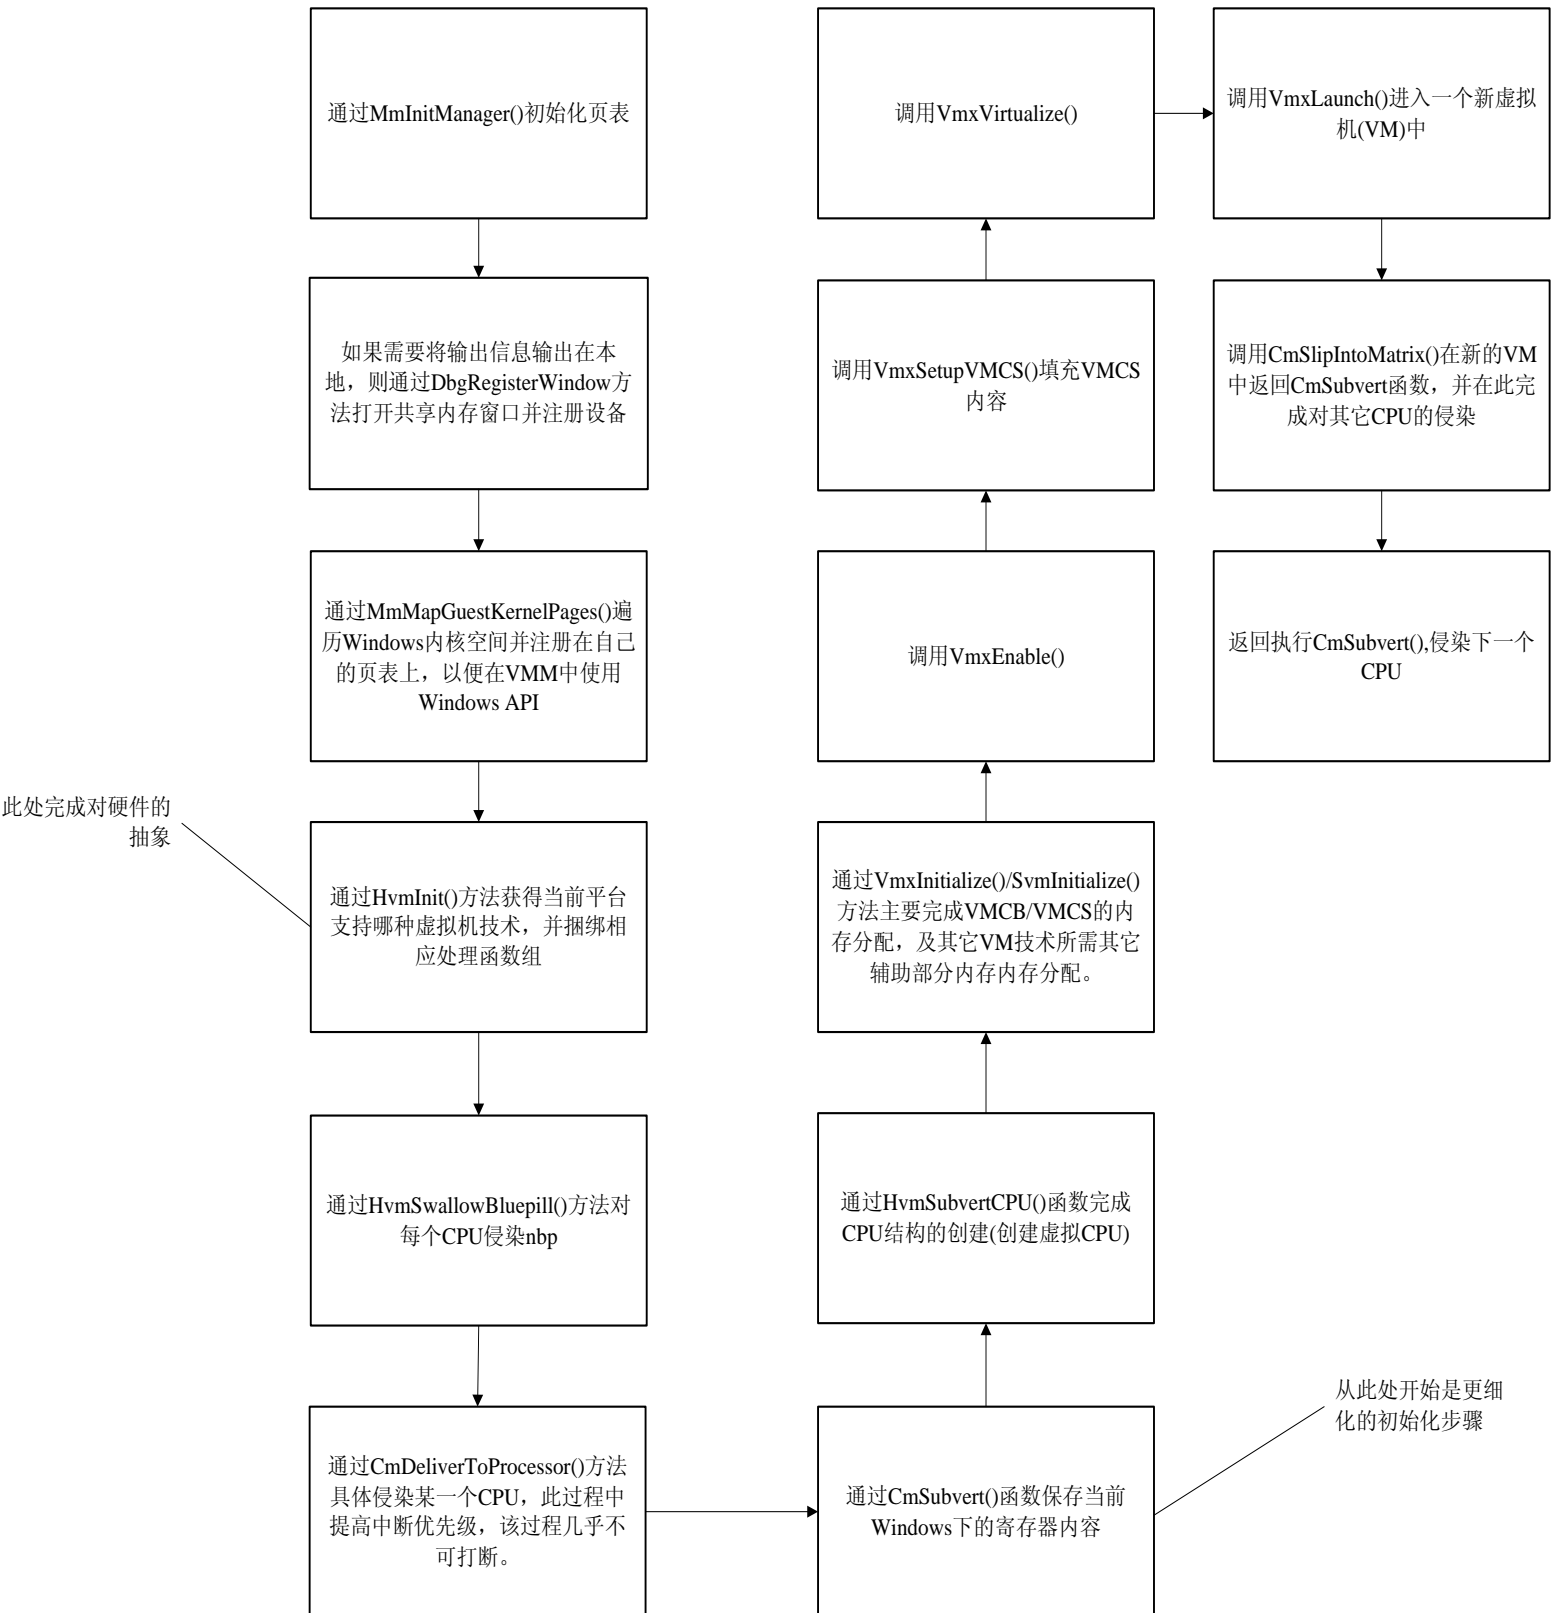 通过MmInitManager()初始化页表
如果需要将输出信息输出在本
地，则通过DbgRegisterWindow方
法打开共享内存窗口并注册设备
通过MmMapGuestKernelPages()遍
历Windows内核空间并注册在自己
的页表上，以便在VMM中使用
Windows API
此处完成对硬件的
抽象
通过HvmInit()方法获得当前平台
支持哪种虚拟机技术，并捆绑相
应处理函数组
通过HvmSwallowBluepill()方法对
每个CPU侵染nbp
通过CmDeliverToProcessor()方法
具体侵染某一个CPU，此过程中
提高中断优先级，该过程几乎不
可打断。
通过CmSubvert()函数保存当前
Windows下的寄存器内容
从此处开始是更细
化的初始化步骤
通过HvmSubvertCPU()函数完成
CPU结构的创建(创建虚拟CPU)
通过VmxInitialize()/SvmInitialize()
方法主要完成VMCB/VMCS的内
存分配，及其它VM技术所需其它
辅助部分内存内存分配。
调用VmxEnable()
调用VmxSetupVMCS()填充VMCS
内容
调用VmxVirtualize()
调用VmxLaunch()进入一个新虚拟
机(VM)中
调用CmSlipIntoMatrix()在新的VM
中返回CmSubvert函数，并在此完
成对其它CPU的侵染
返回执行CmSubvert(),侵染下一个
CPU